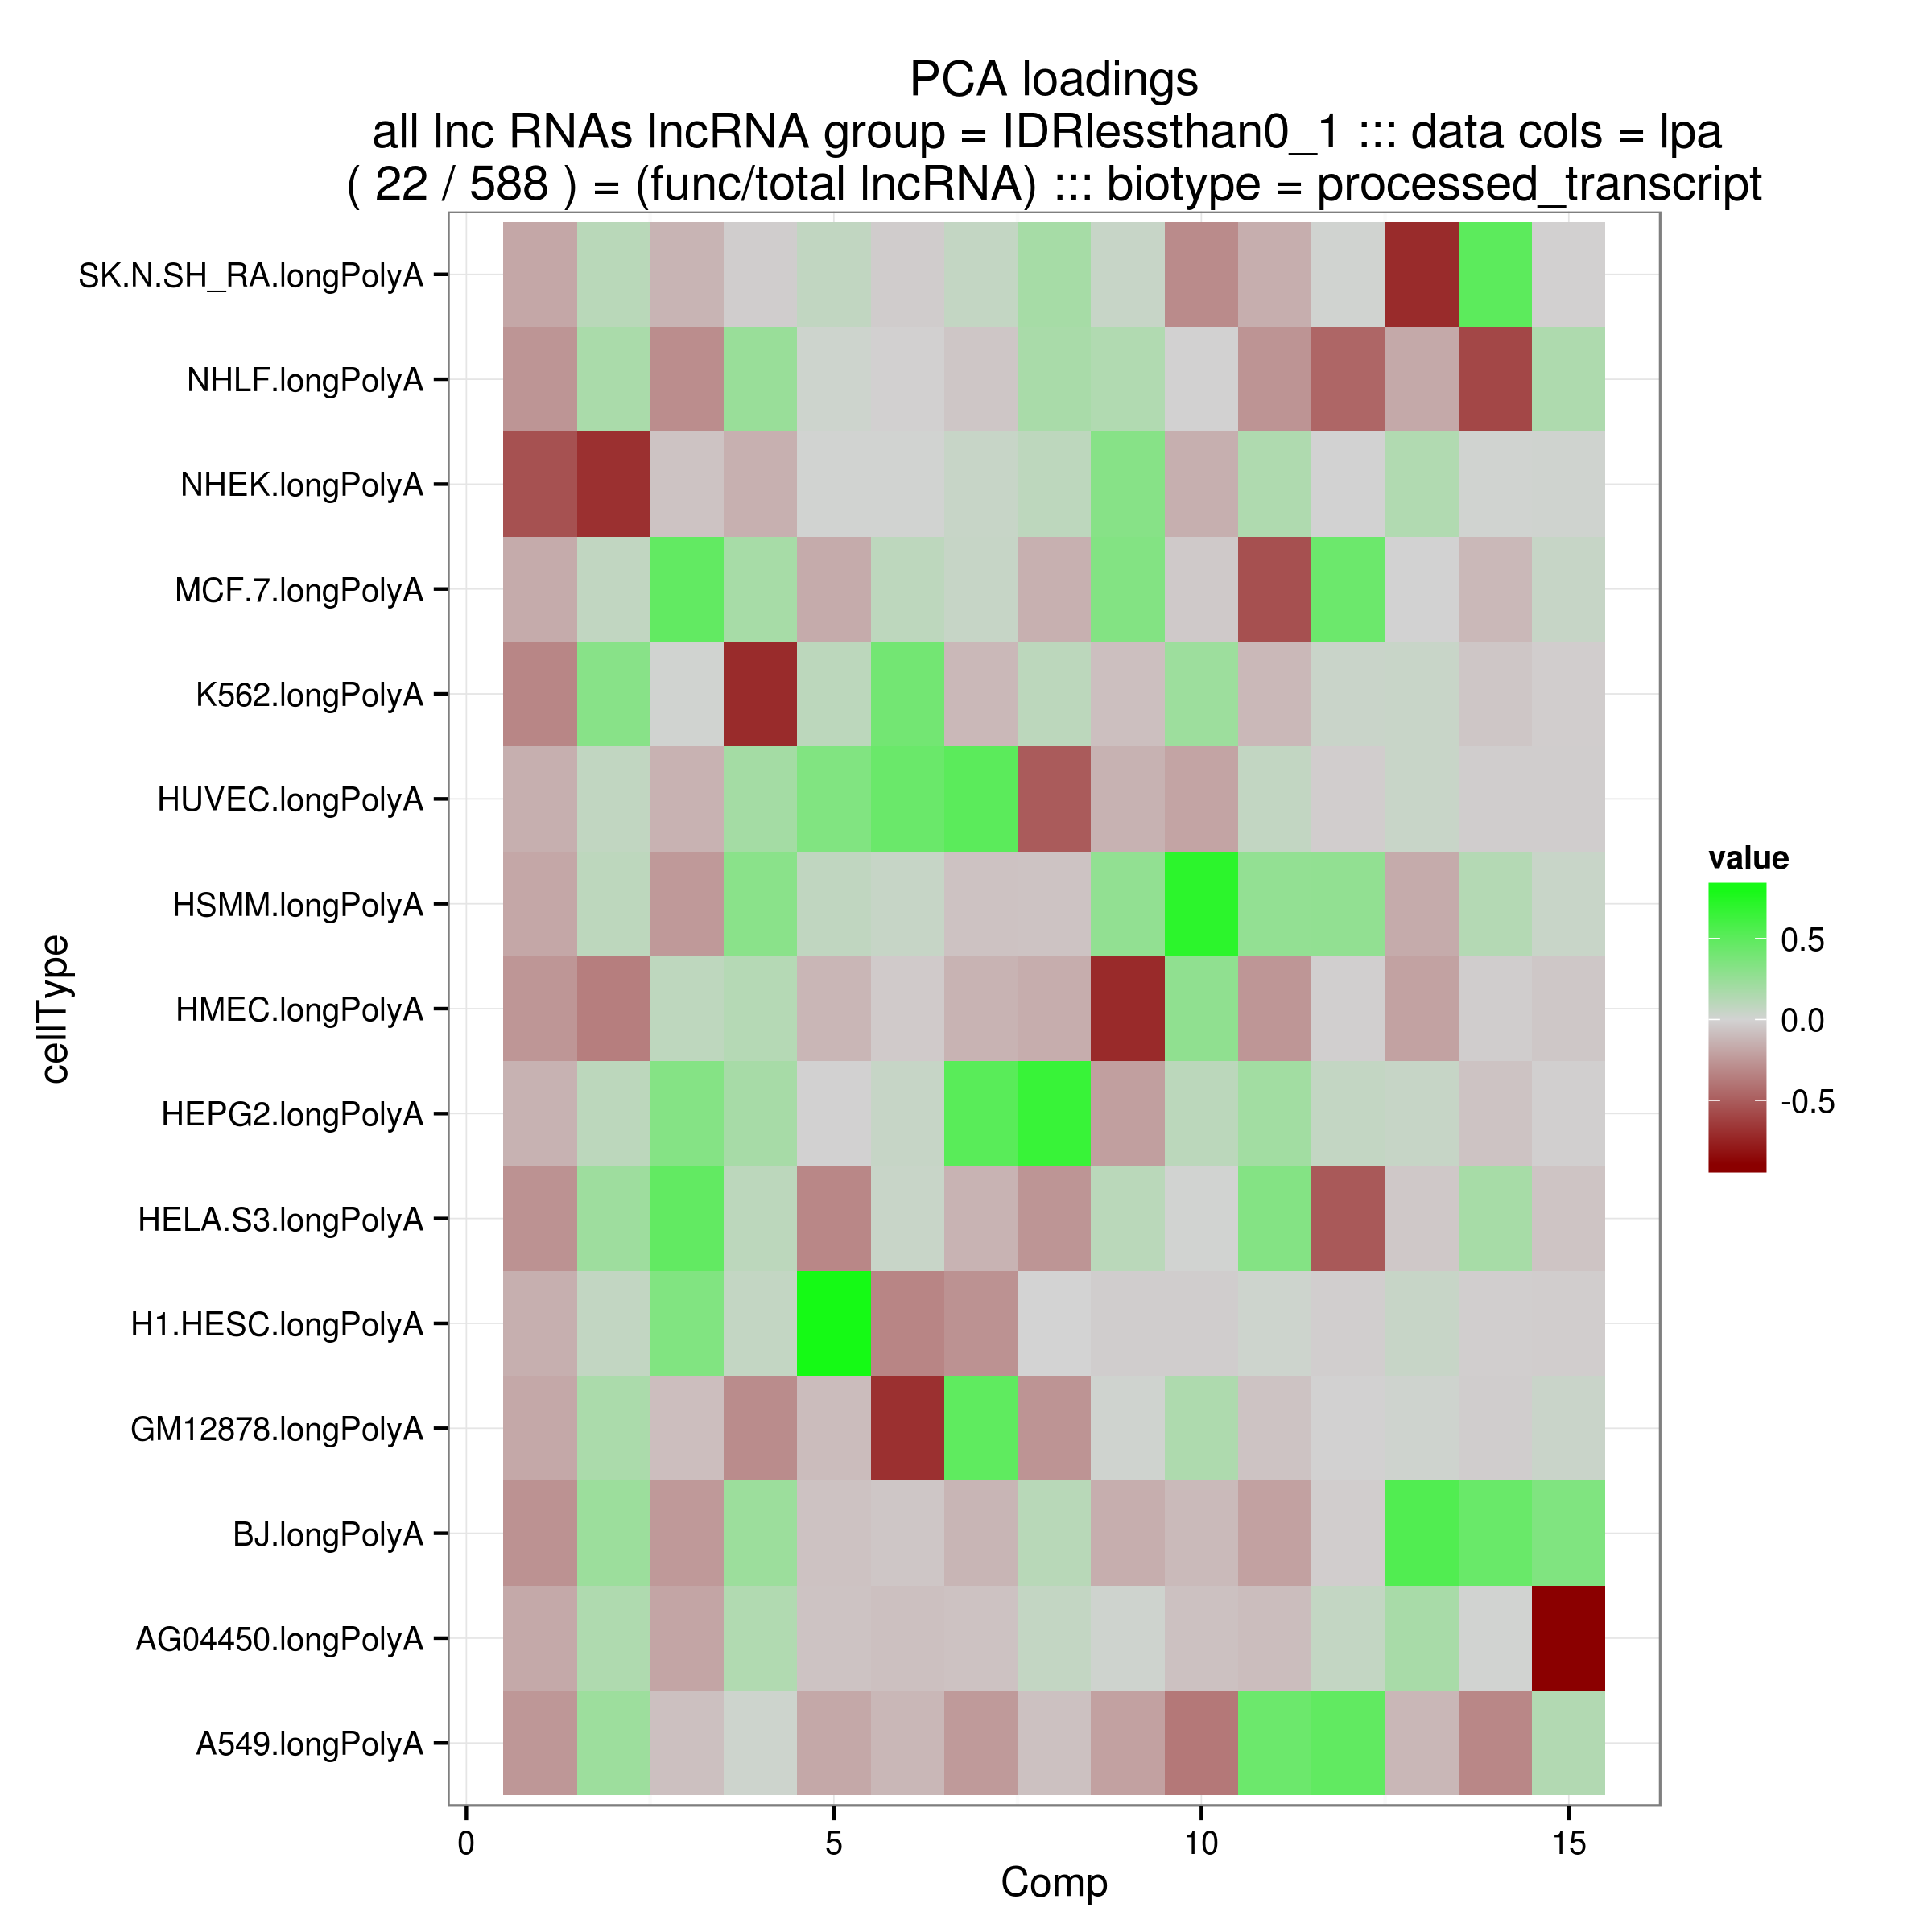 PCA loadings
all lnc RNAs lncRNA group = IDRlessthan0_1 ::: data cols = lpa
( 22 / 588 ) = (func/total lncRNA) ::: biotype = processed_transcript
SK.N.SH_RA.longPolyA
NHLF.longPolyA
NHEK.longPolyA
MCF.7.longPolyA
K562.longPolyA
HUVEC.longPolyA
HSMM.longPolyA
HMEC.longPolyA
HEPG2.longPolyA
HELA.S3.longPolyA
H1.HESC.longPolyA
GM12878.longPolyA
BJ.longPolyA
AG04450.longPolyA
A549.longPolyA
cellType
0 5 10 15
Comp
value
0.5
0.0
-0.5